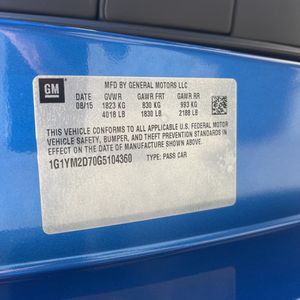 GM
MFD BY GENERAL MOTORS LLC
DATE GVWR GAWR FRT GAWR RR
08/15 1823 KG 830 KG 993 KG
4018 LB 1830 LB 2188 LB
THIS VEHICLE CONFORMS TO ALL APPLICABLE U.S. FEDERAL MOTOR
VEHICLE SAFETY, BUMPER, AND THEFT PREVENTION STANDARDS
IN EFFECT ON THE DATE OF MANUFACTURE SHOWN ABOVE.
1G1YM2D70G5104360 TYPE: PASS CAR